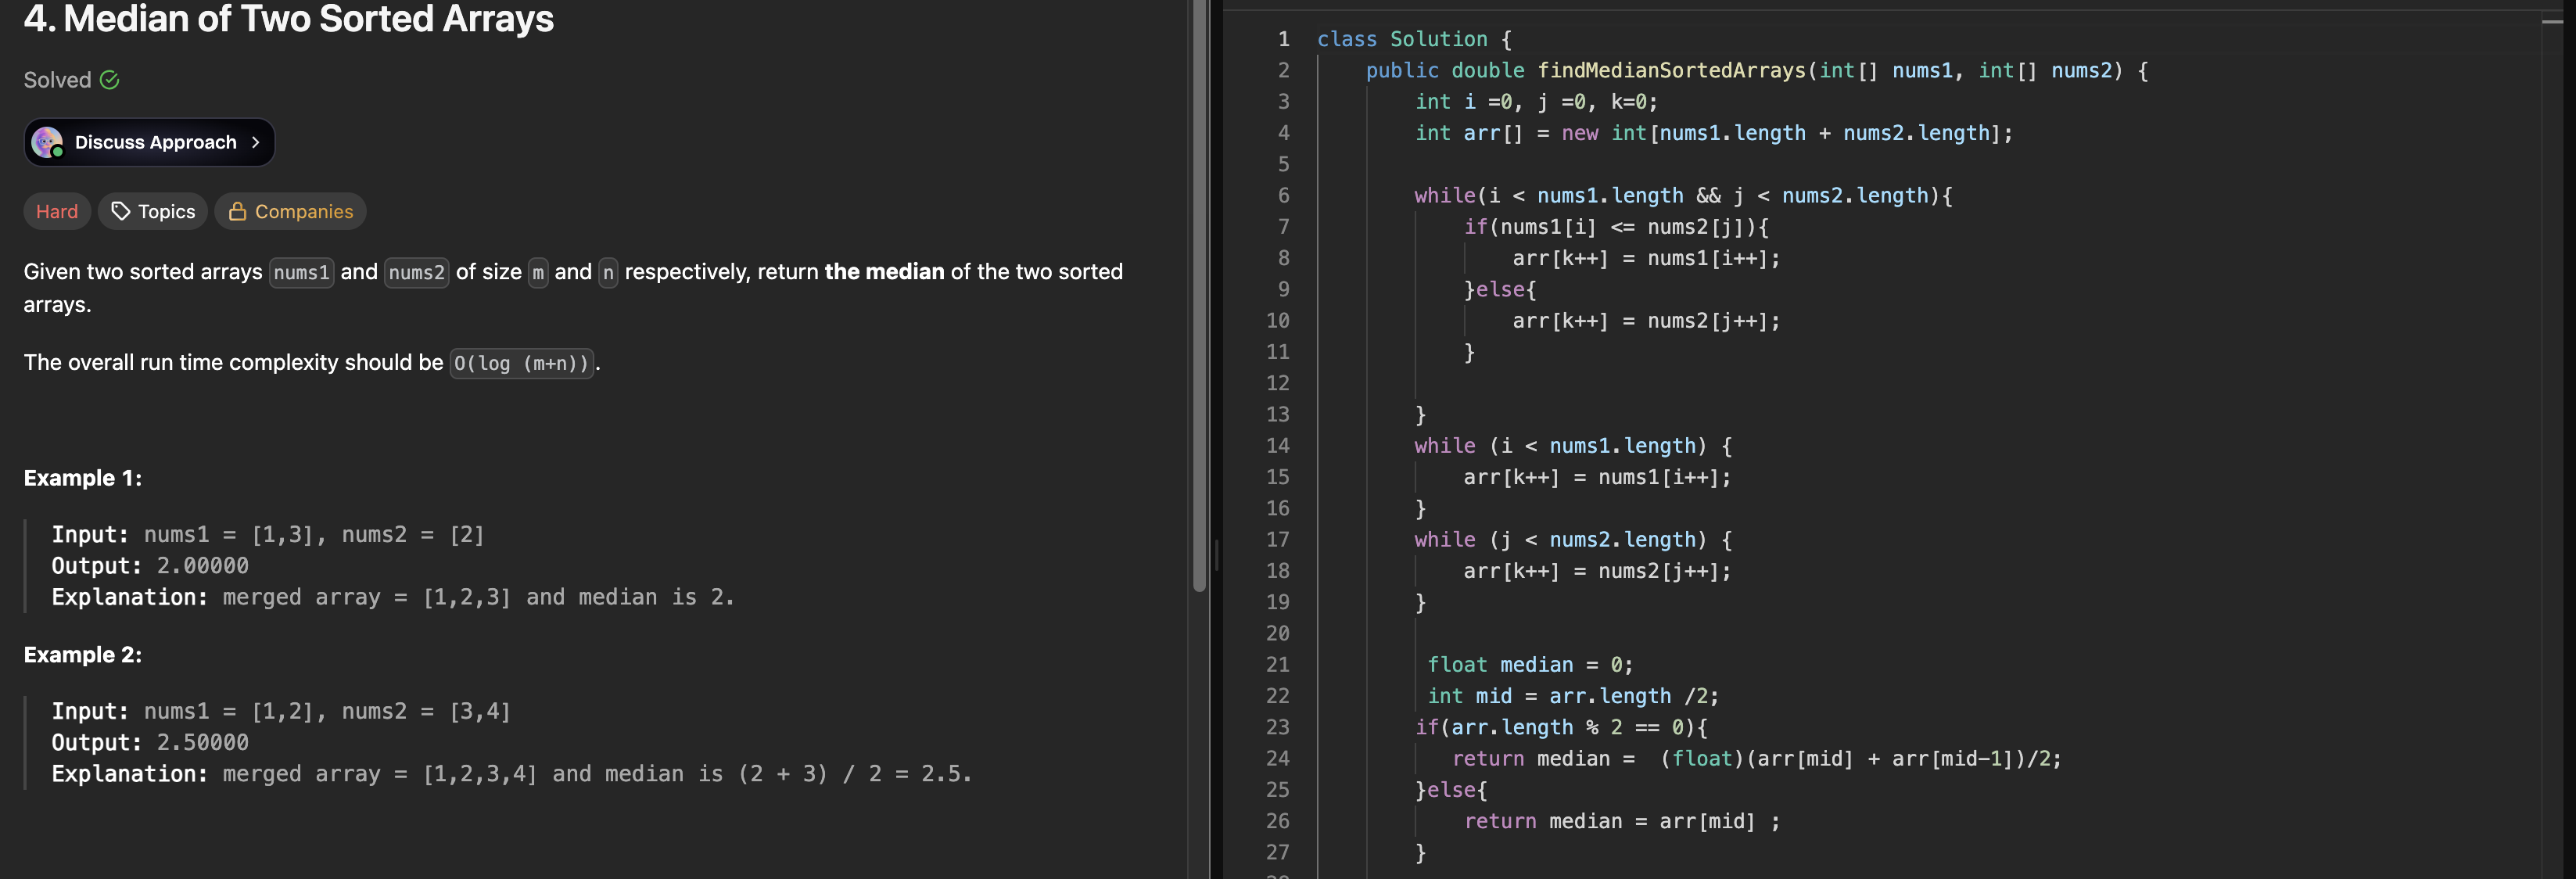 4. Median of Two Sorted Arrays
Solved
Discuss Approach
Hard Topics Companies
Given two sorted arrays nums1 and nums2 of size m and n respectively, return the median of the two sorted
arrays.
The overall run time complexity should be O(log (m+n)).
Example 1:
Input: nums1 = [1,3], nums2 = [2]
Output: 2.00000
Explanation: merged array = [1,2,3] and median is 2.
Example 2:
Input: nums1 = [1,2], nums2 = [3,4]
Output: 2.50000
Explanation: merged array = [1,2,3,4] and median is (2 + 3) / 2 = 2.5.
1 class Solution {
2 public double findMedianSortedArrays(int[] nums1, int[] nums2) {
3 int i =0, j =0, k=0;
4 int arr[] = new int[nums1.length + nums2.length];
5
6 while(i < nums1.length && j < nums2.length){
7 if(nums1[i] <= nums2[j]){
8 arr[k++] = nums1[i++];
9 }else{
10 arr[k++] = nums2[j++];
11 }
12
13 }
14 while (i < nums1.length) {
15 arr[k++] = nums1[i++];
16 }
17 while (j < nums2.length) {
18 arr[k++] = nums2[j++];
19 }
20
21 float median = 0;
22 int mid = arr.length /2;
23 if(arr.length % 2 == 0){
24 return median =  (float)(arr[mid] + arr[mid-1])/2;
25 }else{
26 return median = arr[mid] ;
27 }